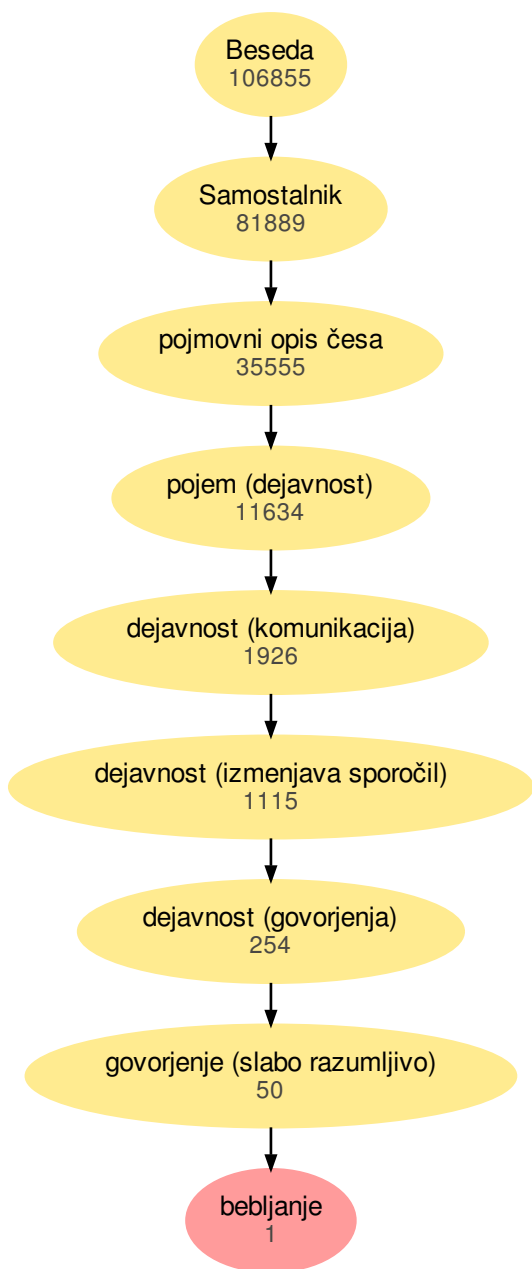 Beseda
106855
Samostalnik
81889
pojmovni opis česa
35555
pojem (dejavnost)
11634
dejavnost (komunikacija)
1926
dejavnost (izmenjava sporočil)
1115
dejavnost (govorjenja)
254
govorjenje (slabo razumljivo)
50
bebljanje
1